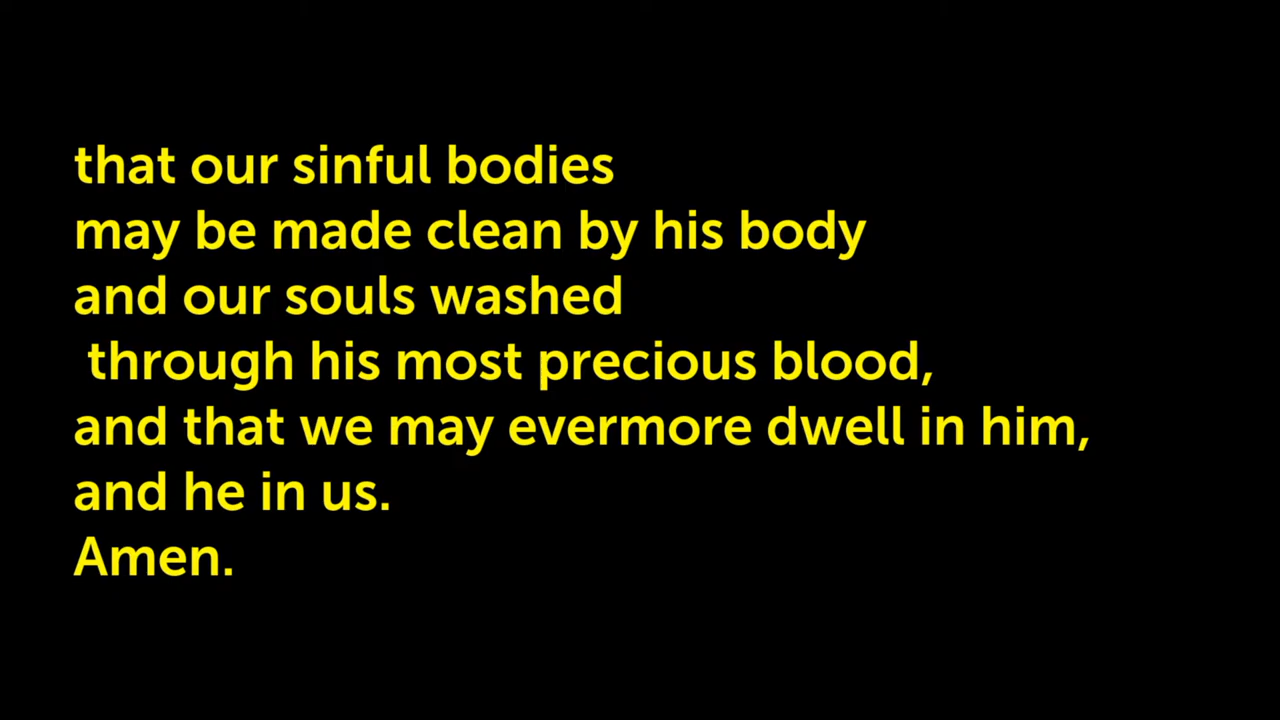 that our sinful bodies
may be made clean by his body
and our souls washed
through his most precious blood,
and that we may evermore dwell in him,
and he in us.
Amen.